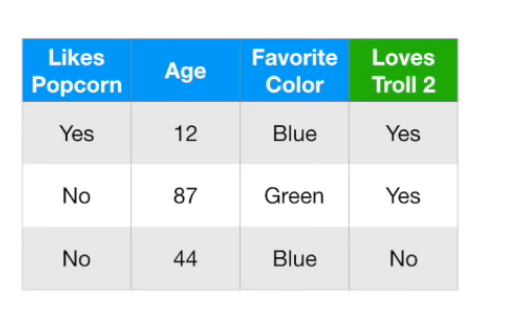 Likes Popcorn Age Favorite Color Loves Troll 2
Yes 12 Blue Yes
No 87 Green Yes
No 44 Blue No